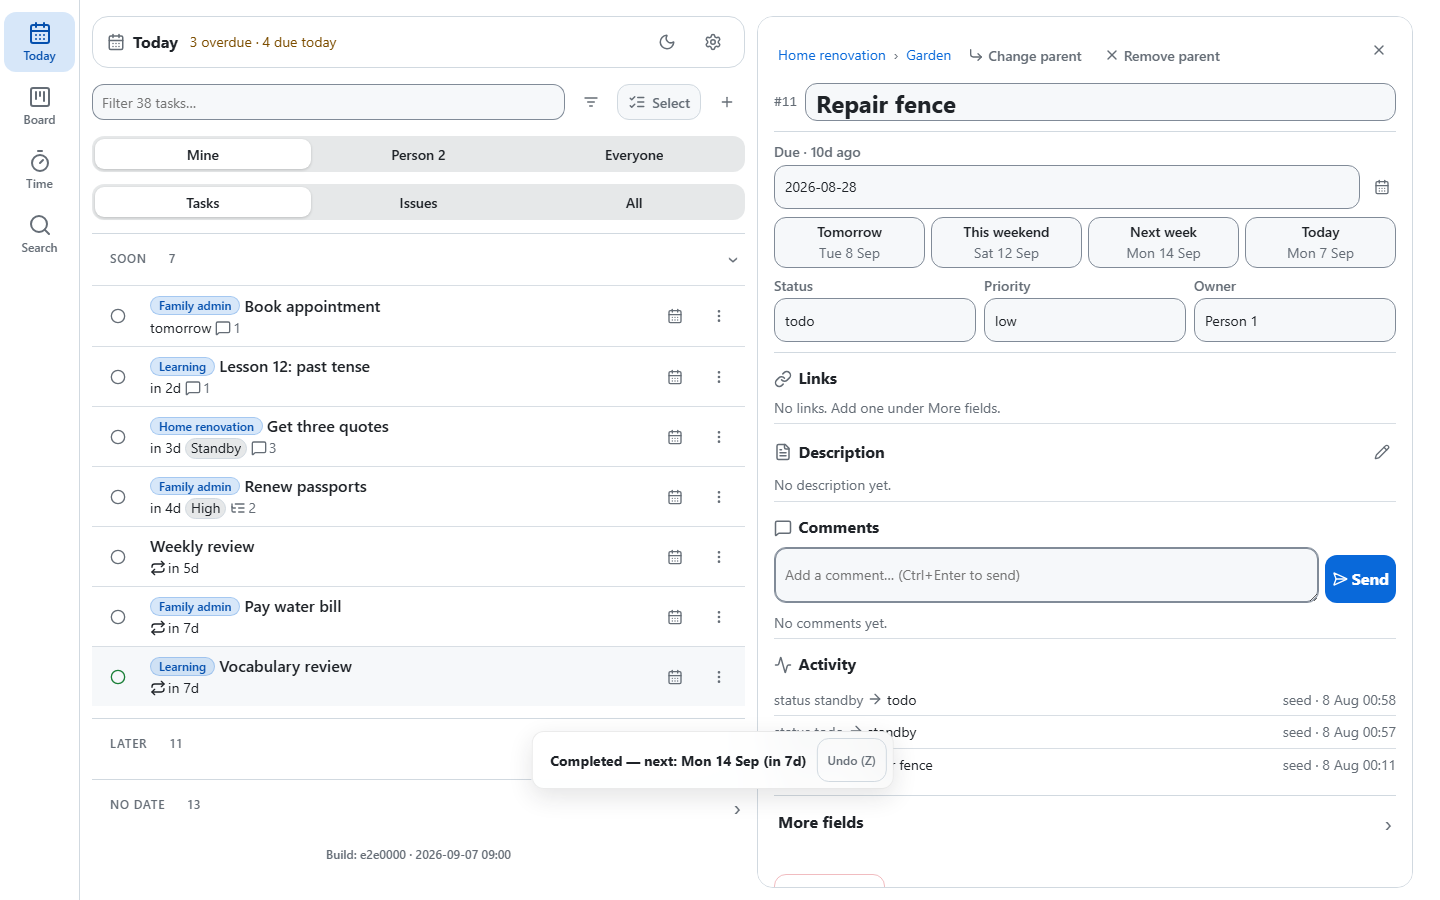 Today
Board
Time
Search
Today 3 overdue · 4 due today
Filter 38 tasks...
Select
Mine Person 2 Everyone
Tasks Issues All
SOON 7
Family admin Book appointment
tomorrow 1
Learning Lesson 12: past tense
in 2d 1
Home renovation Get three quotes
in 3d Standby 3
Family admin Renew passports
in 4d High 2
Weekly review
in 5d
Family admin Pay water bill
in 7d
Learning Vocabulary review
in 7d
LATER 11
NO DATE 13
Build: e2e0000 · 2026-09-07 09:00
Completed — next: Mon 14 Sep (in 7d) Undo (Z)
Home renovation › Garden Change parent Remove parent
#11 Repair fence
Due · 10d ago
2026-08-28
Tomorrow This weekend Next week Today
Tue 8 Sep Sat 12 Sep Mon 14 Sep Mon 7 Sep
Status Priority Owner
todo low Person 1
Links
No links. Add one under More fields.
Description
No description yet.
Comments
Add a comment... (Ctrl+Enter to send)
Send
No comments yet.
Activity
status standby → todo seed · 8 Aug 00:58
status todo → standby seed · 8 Aug 00:57
fence seed · 8 Aug 00:11
More fields